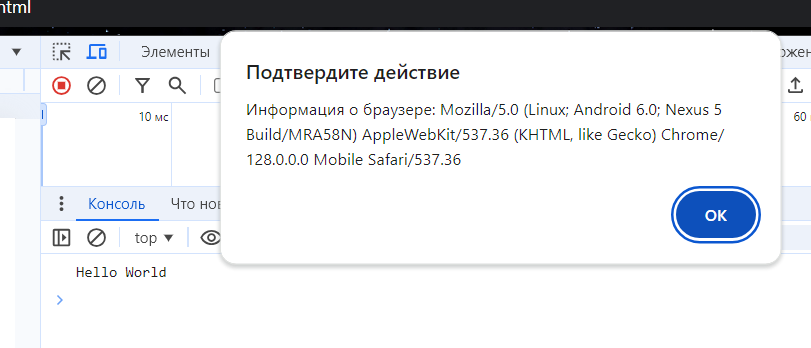 html
Элементы
Подтвердите действие
Информация о браузере: Mozilla/5.0 (Linux; Android 6.0; Nexus 5
Build/MRA58N) AppleWebKit/537.36 (KHTML, like Gecko) Chrome/
128.0.0.0 Mobile Safari/537.36
OK
10 мс
60
Консоль
Что нов
top
Hello World